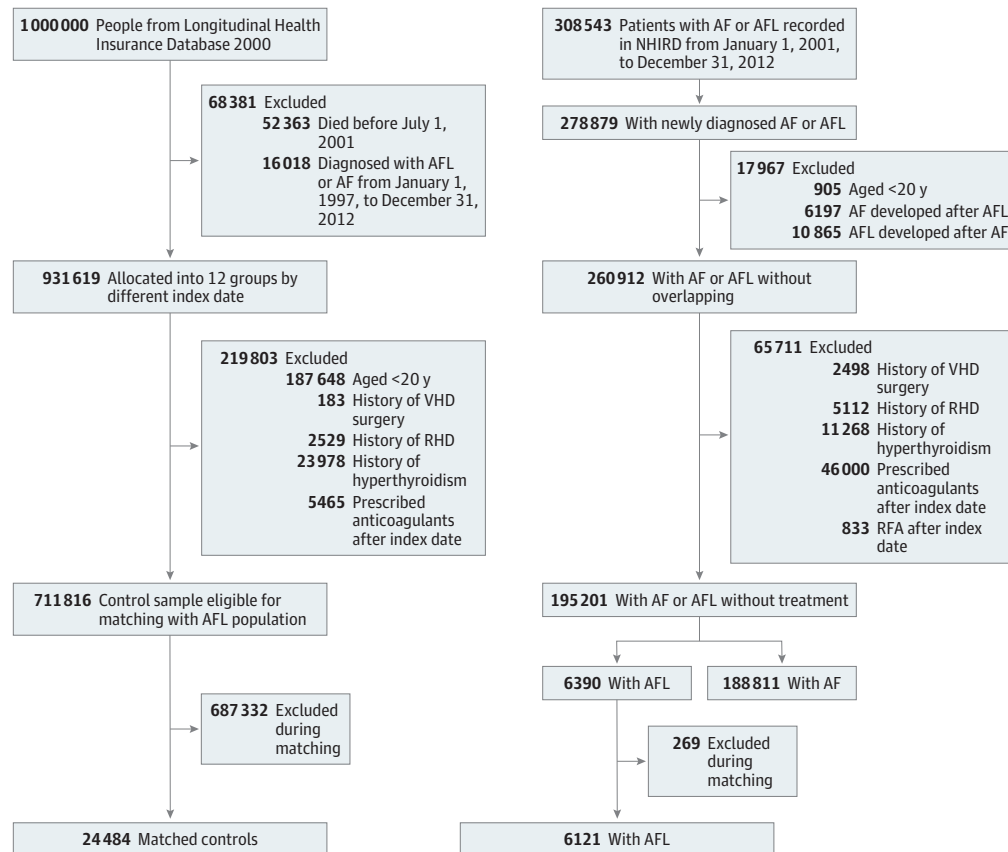 1000000 People from Longitudinal Health
Insurance Database 2000
68381 Excluded
52363 Died before July 1,
2001
16018 Diagnosed with AFL
or AF from January 1,
1997, to December 31,
2012
931619 Allocated into 12 groups by
different index date
219803 Excluded
187648 Aged <20 y
183 History of VHD
surgery
2529 History of RHD
23978 History of
hyperthyroidism
5465 Prescribed
anticoagulants
after index date
711816 Control sample eligible for
matching with AFL population
687332 Excluded
during
matching
24484 Matched controls
308543 Patients with AF or AFL recorded
in NHIRD from January 1, 2001,
to December 31, 2012
278879 With newly diagnosed AF or AFL
17967 Excluded
905 Aged <20 y
6197 AF developed after AFL
10865 AFL developed after AF
260912 With AF or AFL without
overlapping
65711 Excluded
2498 History of VHD
surgery
5112 History of RHD
11268 History of
hyperthyroidism
46000 Prescribed
anticoagulants
after index date
833 RFA after index
date
195201 With AF or AFL without treatment
6390 With AFL
188811 With AF
269 Excluded
during
matching
6121 With AFL